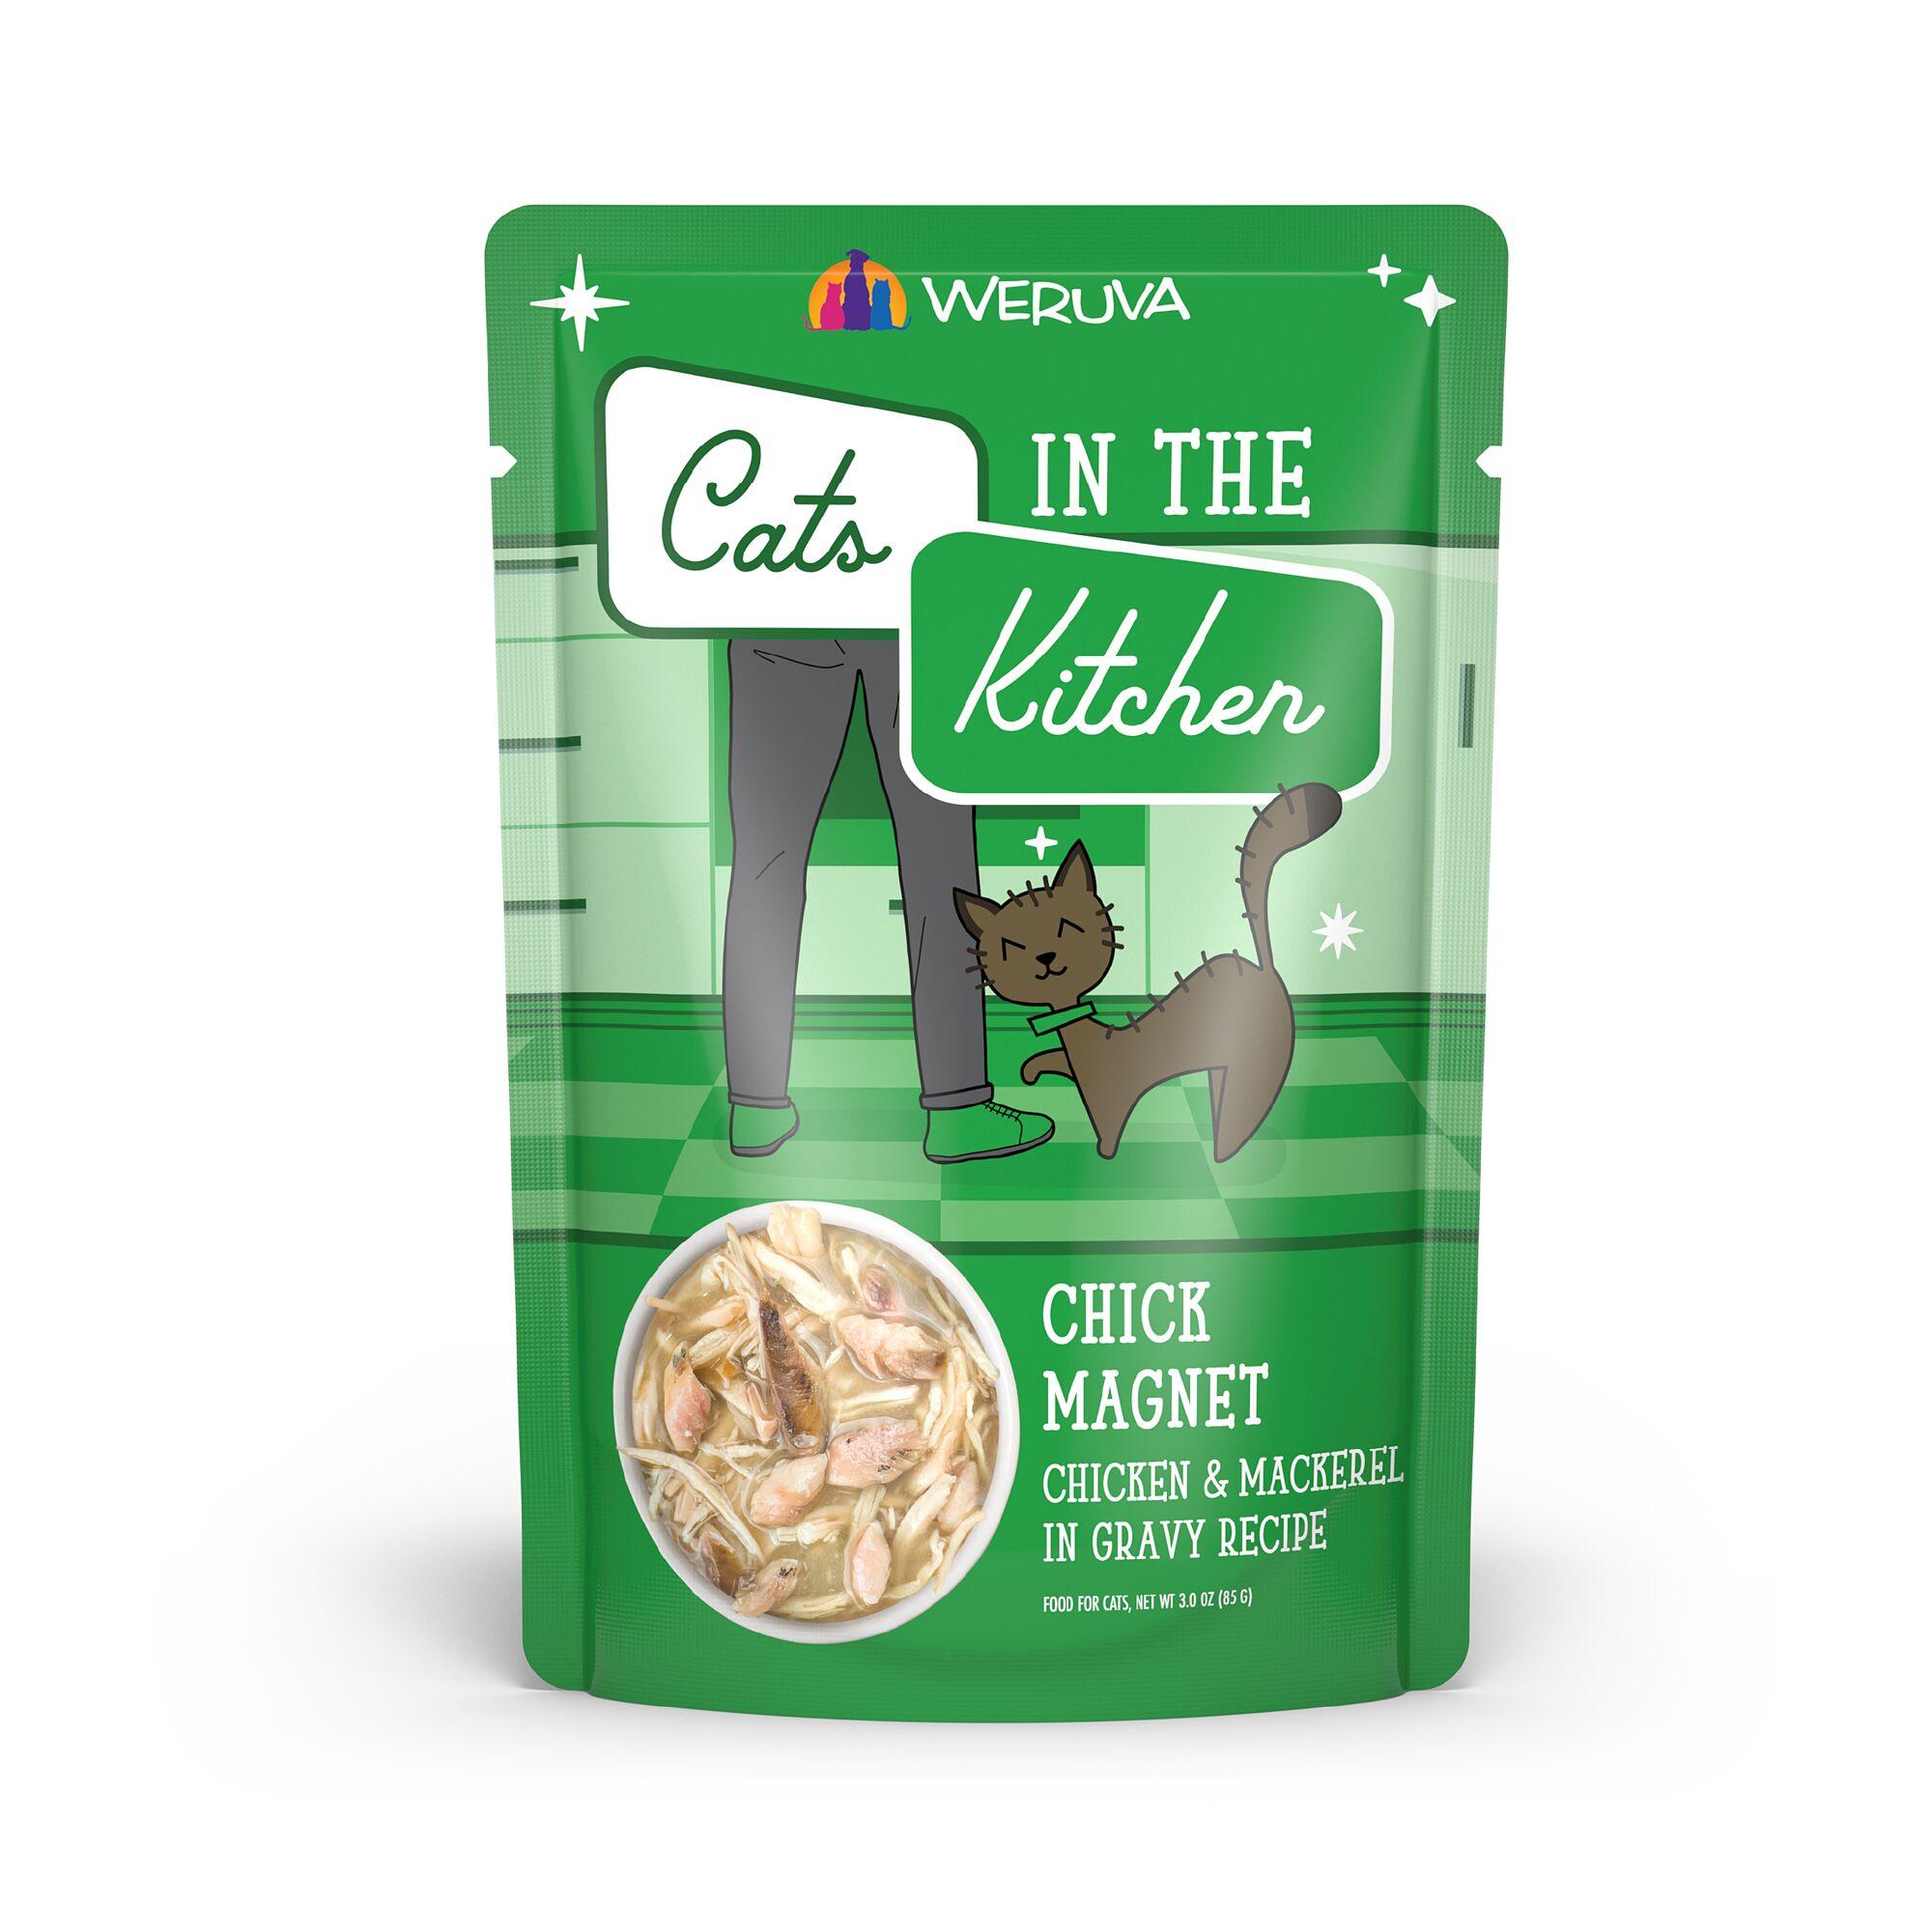 WERUVA
Cats
IN THE
Kitchen
CHICK
MAGNET
CHICKEN & MACKEREL
IN GRAVY RECIPE
FOOD FOR CATS, NET WT 3.0 OZ (85 G)